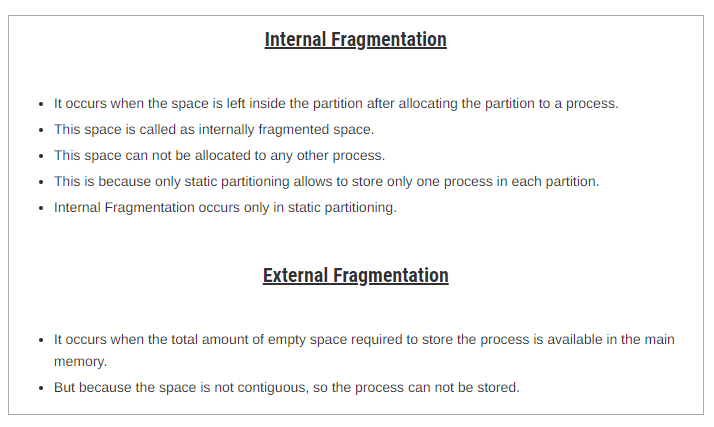 Internal Fragmentation
• It occurs when the space is left inside the partition after allocating the partition to a process.
• This space is called as internally fragmented space.
• This space can not be allocated to any other process.
• This is because only static partitioning allows to store only one process in each partition.
• Internal Fragmentation occurs only in static partitioning.
External Fragmentation
• It occurs when the total amount of empty space required to store the process is available in the main
memory.
• But because the space is not contiguous, so the process can not be stored.